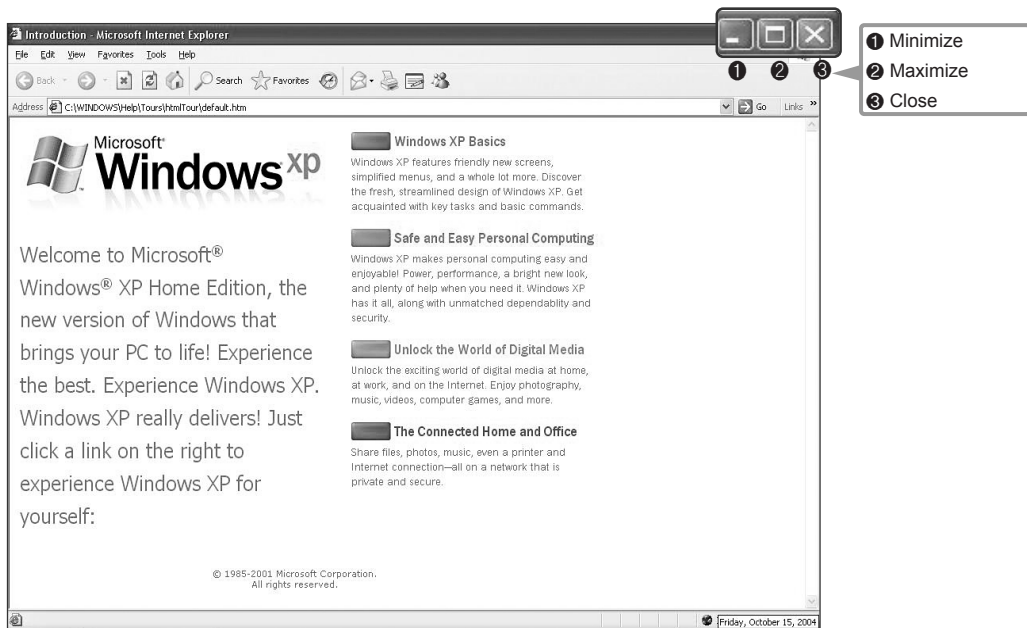 Introduction - Microsoft Internet Explorer
File Edit View Favorites Tools Help
Back Search Favorites
Address C:\WINDOWS\Help\Tours\htmlTour\default.htm Go Links »
❶ ❷ ❸
❶ Minimize
❷ Maximize
❸ Close
Microsoft®
Windows xp
Welcome to Microsoft®
Windows® XP Home Edition, the
new version of Windows that
brings your PC to life! Experience
the best. Experience Windows XP.
Windows XP really delivers! Just
click a link on the right to
experience Windows XP for
yourself:
Windows XP Basics
Windows XP features friendly new screens,
simplified menus, and a whole lot more. Discover
the fresh, streamlined design of Windows XP. Get
acquainted with key tasks and basic commands.
Safe and Easy Personal Computing
Windows XP makes personal computing easy and
enjoyable! Power, performance, a bright new look,
and plenty of help when you need it. Windows XP
has it all, along with unmatched dependablity and
security.
Unlock the World of Digital Media
Unlock the exciting world of digital media at home,
at work, and on the Internet. Enjoy photography,
music, videos, computer games, and more.
The Connected Home and Office
Share files, photos, music, even a printer and
Internet connection—all on a network that is
private and secure.
© 1985-2001 Microsoft Corporation.
All rights reserved.
Friday, October 15, 2004